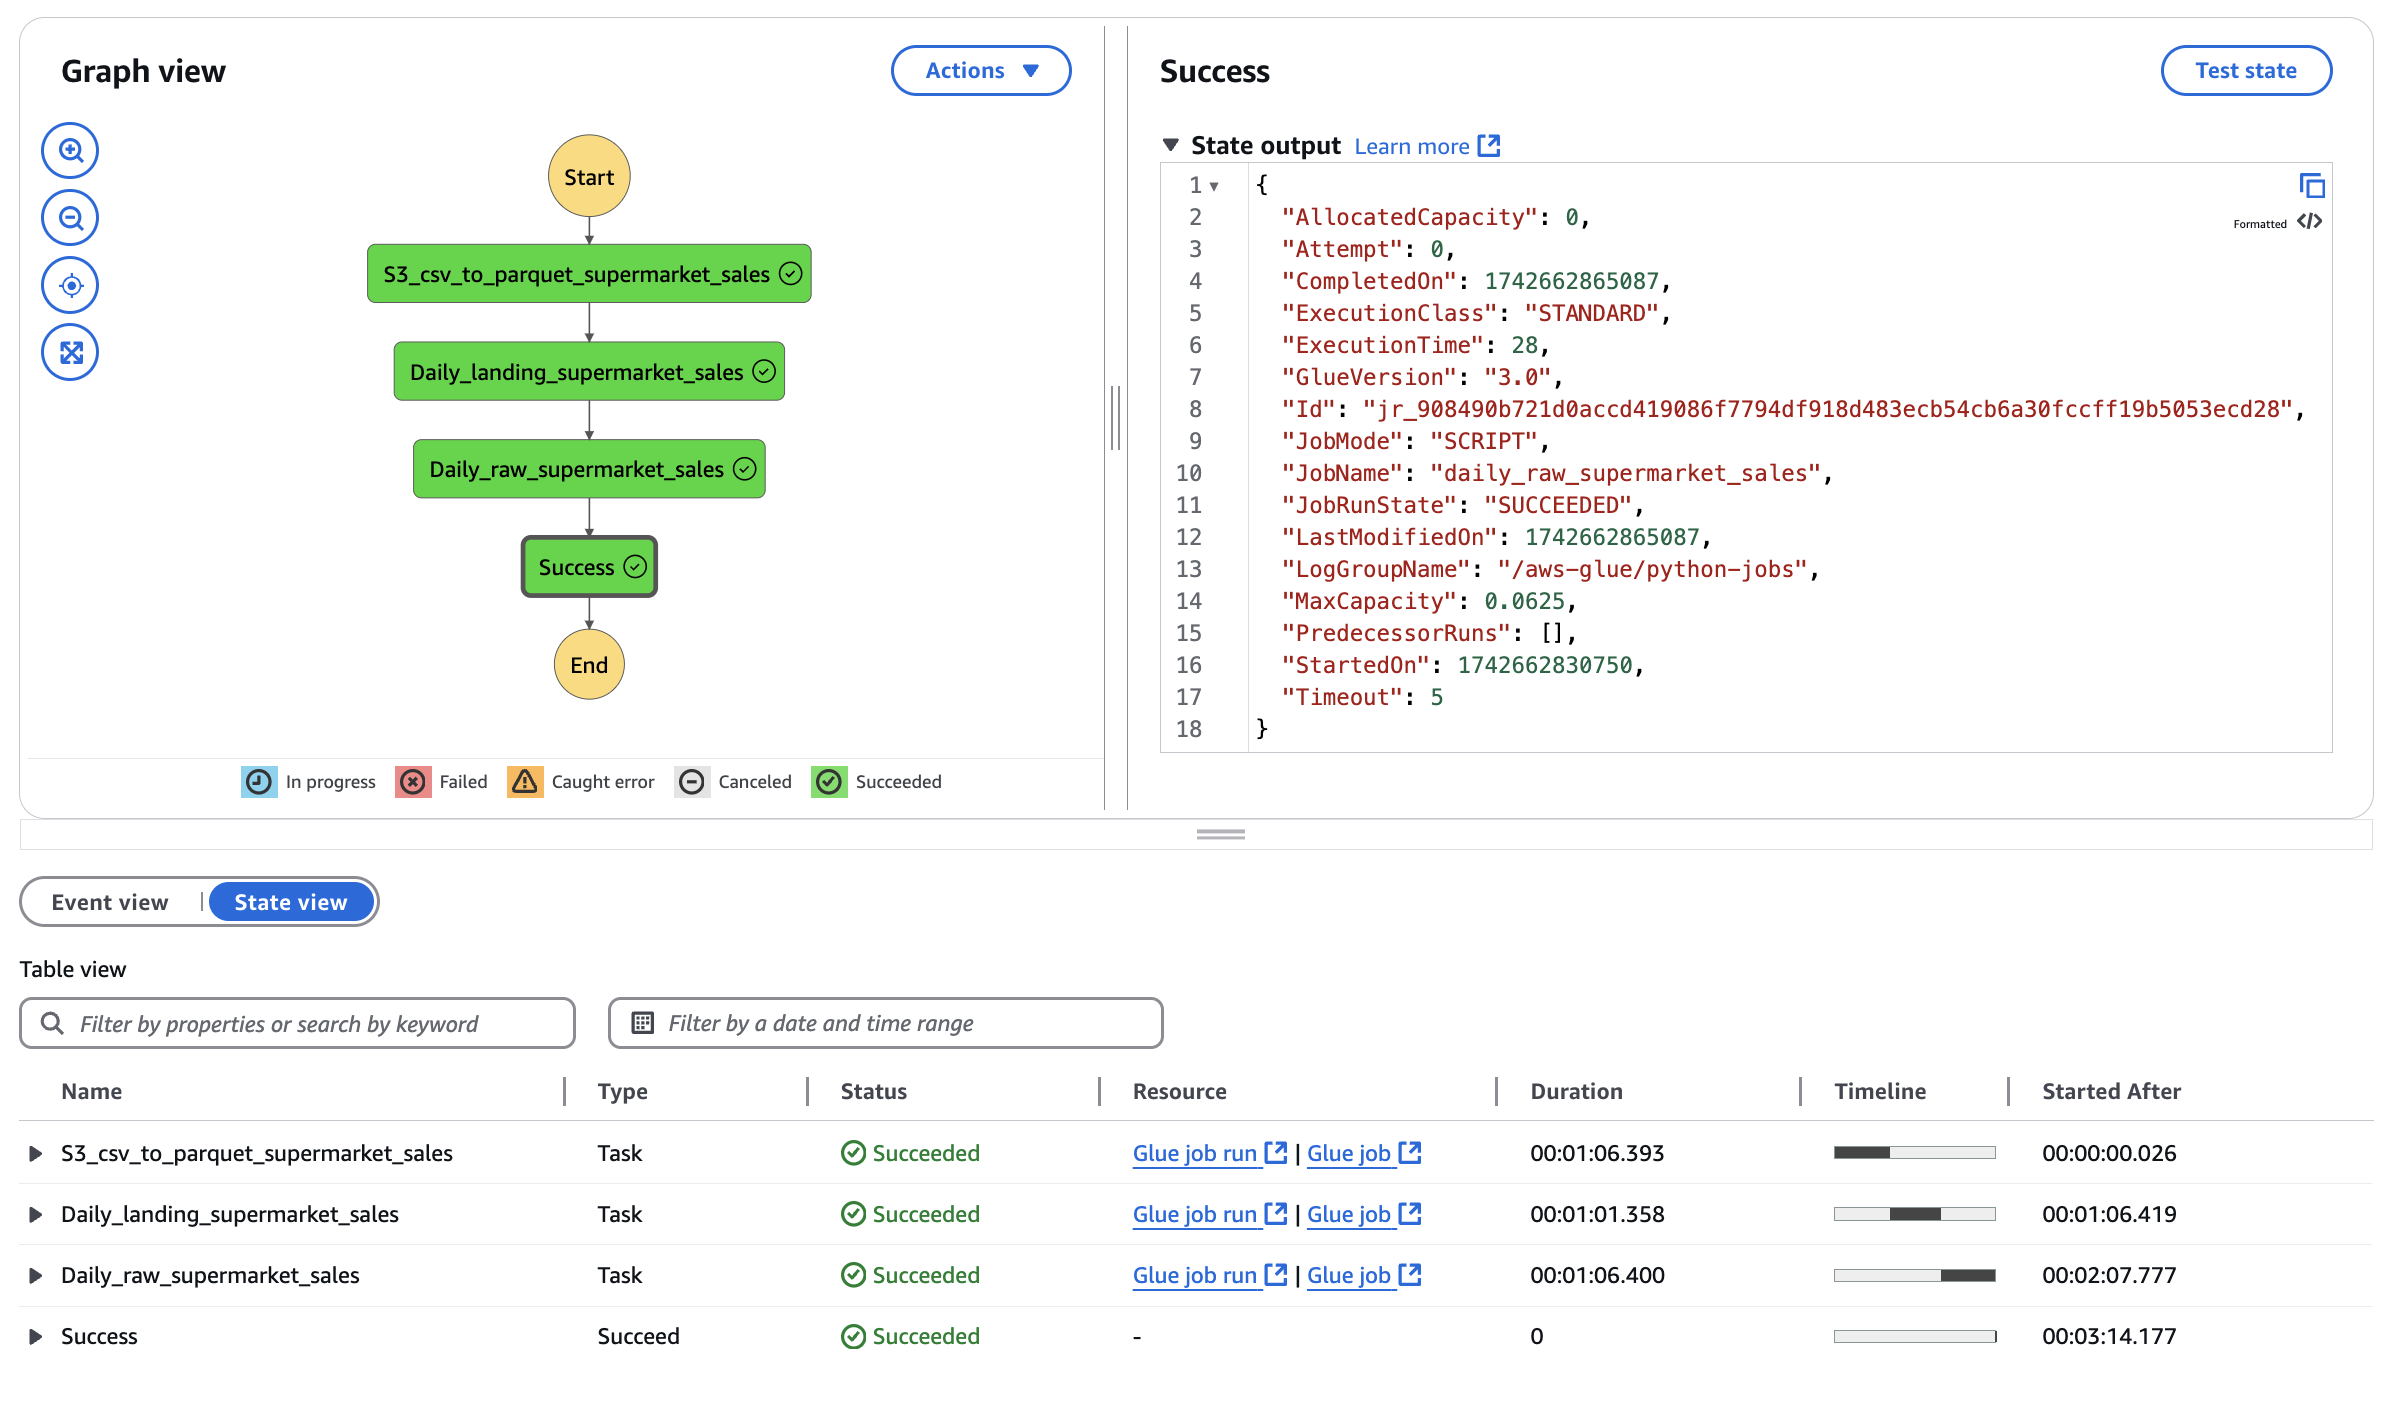 Graph view
Actions
Start
S3_csv_to_parquet_supermarket_sales
Daily_landing_supermarket_sales
Daily_raw_supermarket_sales
Success
End
In progress Failed Caught error Canceled Succeeded
Success
Test state
State output Learn more
Formatted
1 {
2 "AllocatedCapacity": 0,
3 "Attempt": 0,
4 "CompletedOn": 1742662865087,
5 "ExecutionClass": "STANDARD",
6 "ExecutionTime": 28,
7 "GlueVersion": "3.0",
8 "Id": "jr_908490b721d0accd419086f7794df918d483ecb54cb6a30fccff19b5053ecd28",
9 "JobMode": "SCRIPT",
10 "JobName": "daily_raw_supermarket_sales",
11 "JobRunState": "SUCCEEDED",
12 "LastModifiedOn": 1742662865087,
13 "LogGroupName": "/aws-glue/python-jobs",
14 "MaxCapacity": 0.0625,
15 "PredecessorRuns": [],
16 "StartedOn": 1742662830750,
17 "Timeout": 5
18 }
Event view | State view
Table view
Filter by properties or search by keyword
Filter by a date and time range
Name Type Status Resource Duration Timeline Started After
S3_csv_to_parquet_supermarket_sales Task Succeeded Glue job run | Glue job 00:01:06.393 00:00:00.026
Daily_landing_supermarket_sales Task Succeeded Glue job run | Glue job 00:01:01.358 00:01:06.419
Daily_raw_supermarket_sales Task Succeeded Glue job run | Glue job 00:01:06.400 00:02:07.777
Success Succeed Succeeded - 0 00:03:14.177